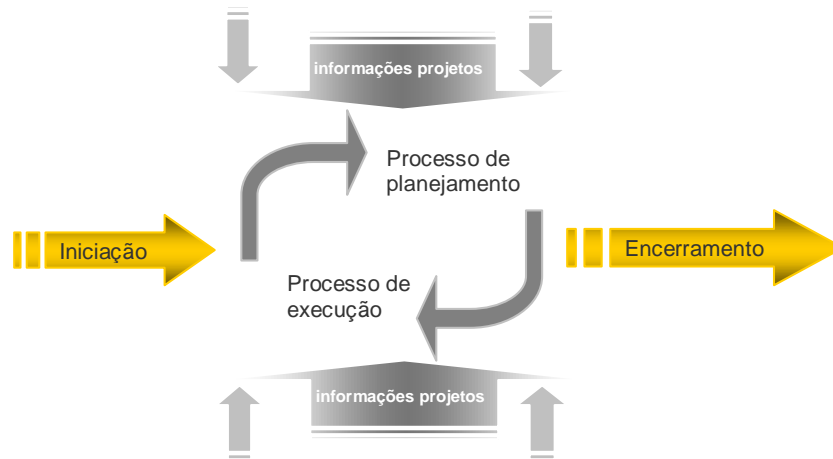 informações projetos
Processo de
planejamento
Iniciação
Encerramento
Processo de
execução
informações projetos